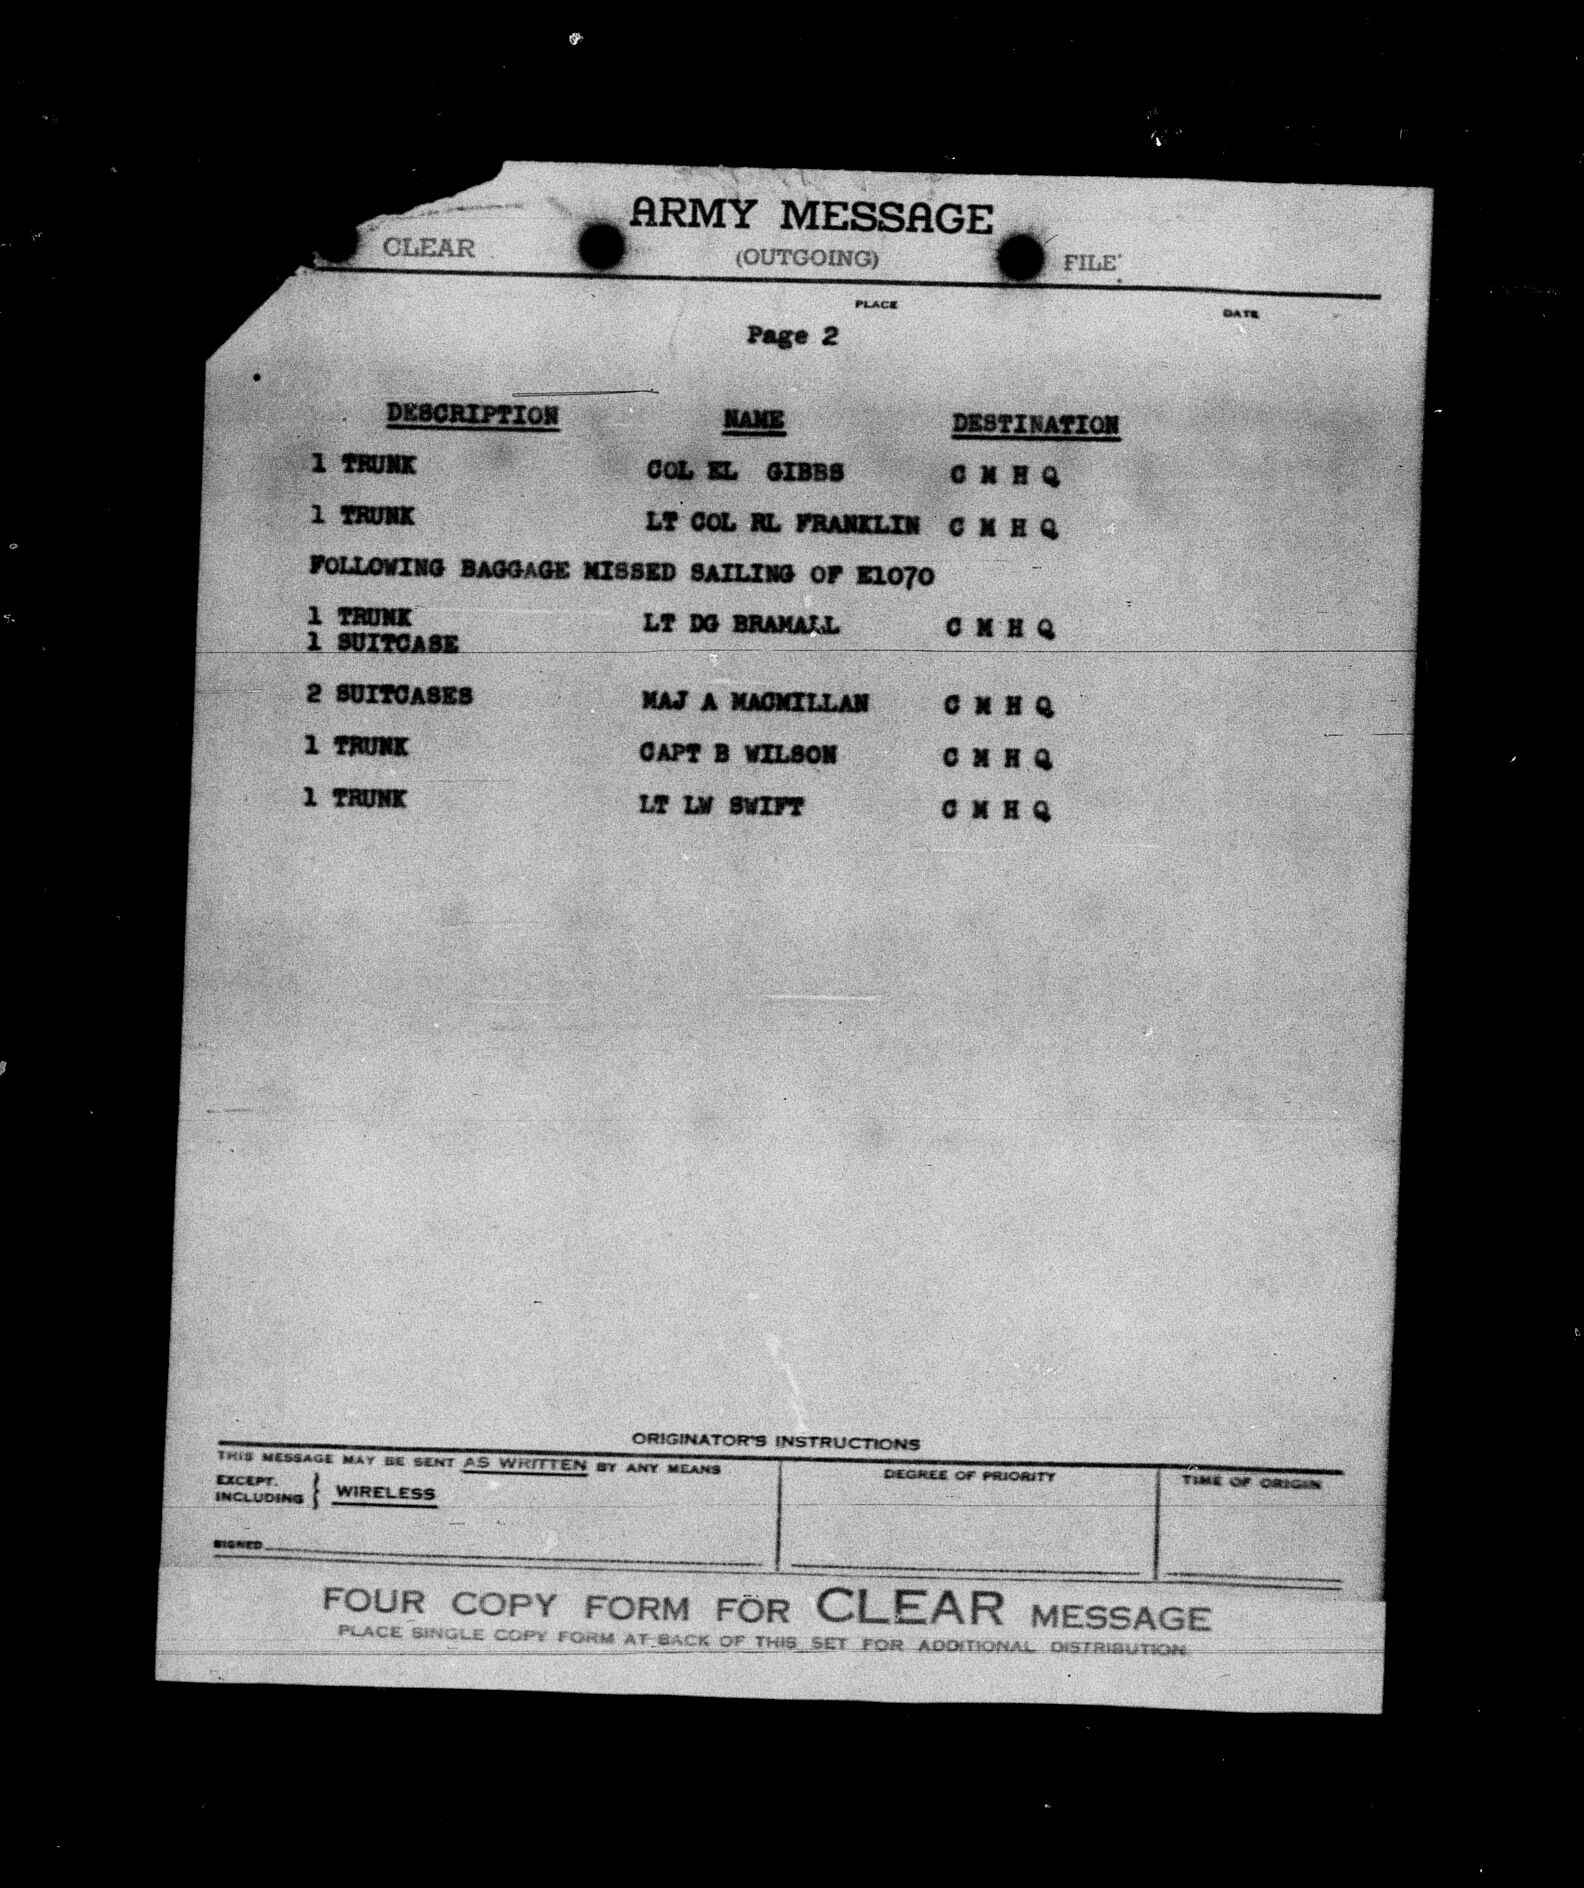 ARMY MESSAGE
CLEAR (OUTGOING) FILE
PLACE DATE
Page 2
DESCRIPTION NAME DESTINATION
1 TRUNK COL EL GIBBS C M H Q
1 TRUNK LT COL RL FRANKLIN C M H Q
FOLLOWING BAGGAGE MISSED SAILING OF E1070
1 TRUNK LT DG BRAMALL C M H Q
1 SUITCASE
2 SUITCASES MAJ A MACMILLAN C M H Q
1 TRUNK CAPT B WILSON C M H Q
1 TRUNK LT LW SWIFT C M H Q
ORIGINATOR'S INSTRUCTIONS
THIS MESSAGE MAY BE SENT AS WRITTEN BY ANY MEANS DEGREE OF PRIORITY TIME OF ORIGIN
EXCEPT.
INCLUDING } WIRELESS
SIGNED
FOUR COPY FORM FOR CLEAR MESSAGE
PLACE SINGLE COPY FORM AT BACK OF THIS SET FOR ADDITIONAL DISTRIBUTION